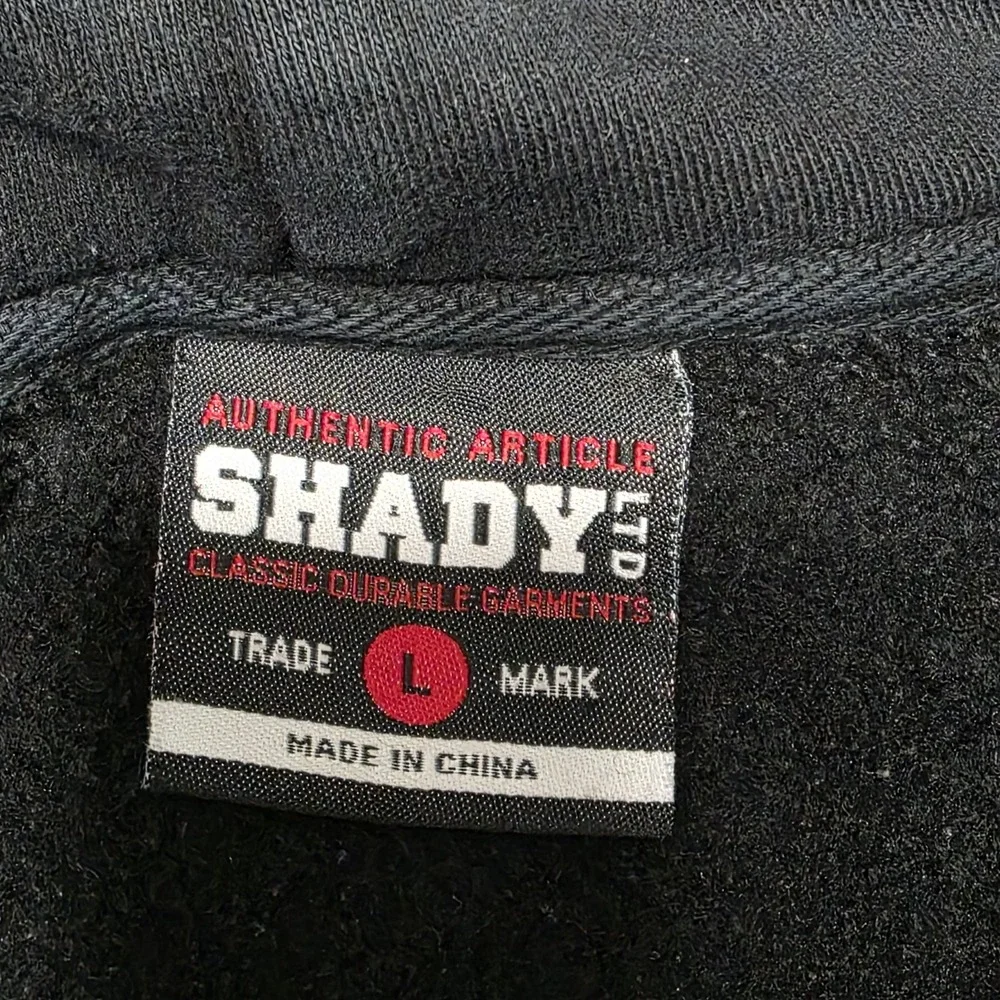 AUTHENTIC ARTICLE
SHADY LTD
CLASSIC DURABLE GARMENTS
TRADE L MARK
MADE IN CHINA